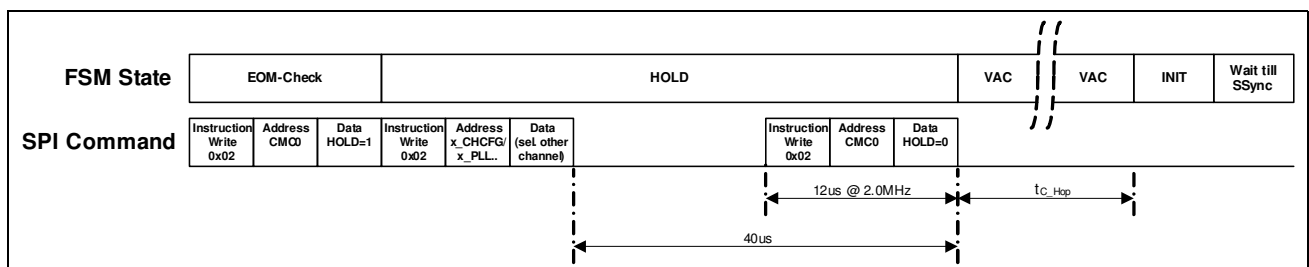 FSM State
EOM-Check
HOLD
VAC
VAC
INIT
Wait till
SSync
SPI Command
Instruction
Write
0x02
Address
CMC0
Data
HOLD=1
Instruction
Write
0x02
Address
x_CHCFG/
x_PLL..
Data
(sel. other
channel)
Instruction
Write
0x02
Address
CMC0
Data
HOLD=0
12us @ 2.0MHz
tC_Hop
40us